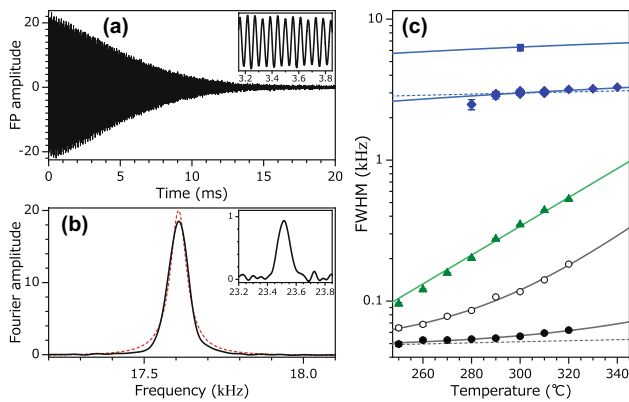 (a)
FP amplitude
20
0
-20
3.2 3.4 3.6 3.8
0 5 10 15 20
Time (ms)
(b)
Fourier amplitude
20
10
0
1
0
23.2 23.4 23.6 23.8
17.5 18.0
Frequency (kHz)
(c)
FWHM (kHz)
10
1
0.1
260 280 300 320 340
Temperature (℃)